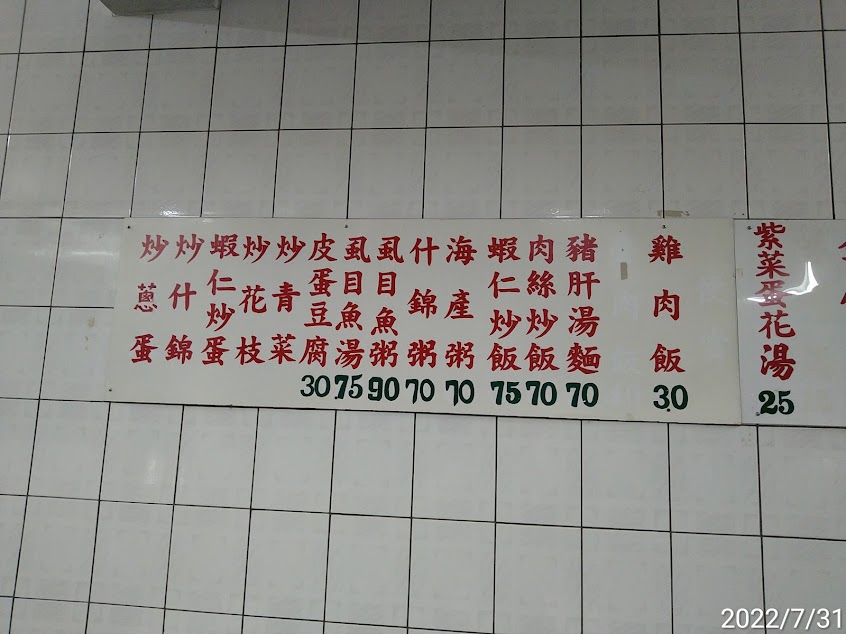 雞肉飯 30
豬肝湯麵 70
肉絲炒飯 70
蝦仁炒飯 75
海產粥 70
什錦粥 70
虱目魚粥 90
虱目魚湯 75
皮蛋豆腐 30
炒青菜
炒花枝
蝦仁炒蛋
炒什錦
炒蔥蛋
紫菜蛋花湯 25
2022/7/31